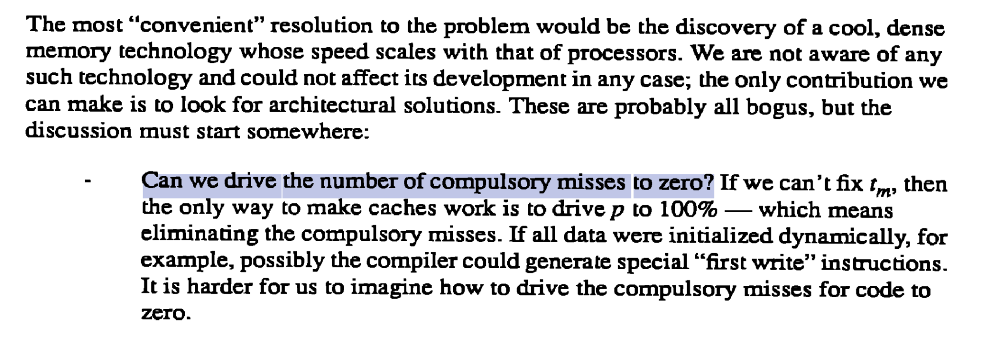 The most “convenient” resolution to the problem would be the discovery of a cool, dense
memory technology whose speed scales with that of processors. We are not aware of any
such technology and could not affect its development in any case; the only contribution we
can make is to look for architectural solutions. These are probably all bogus, but the
discussion must start somewhere:
- Can we drive the number of compulsory misses to zero? If we can’t fix tm, then
the only way to make caches work is to drive p to 100% — which means
eliminating the compulsory misses. If all data were initialized dynamically, for
example, possibly the compiler could generate special “first write” instructions.
It is harder for us to imagine how to drive the compulsory misses for code to
zero.